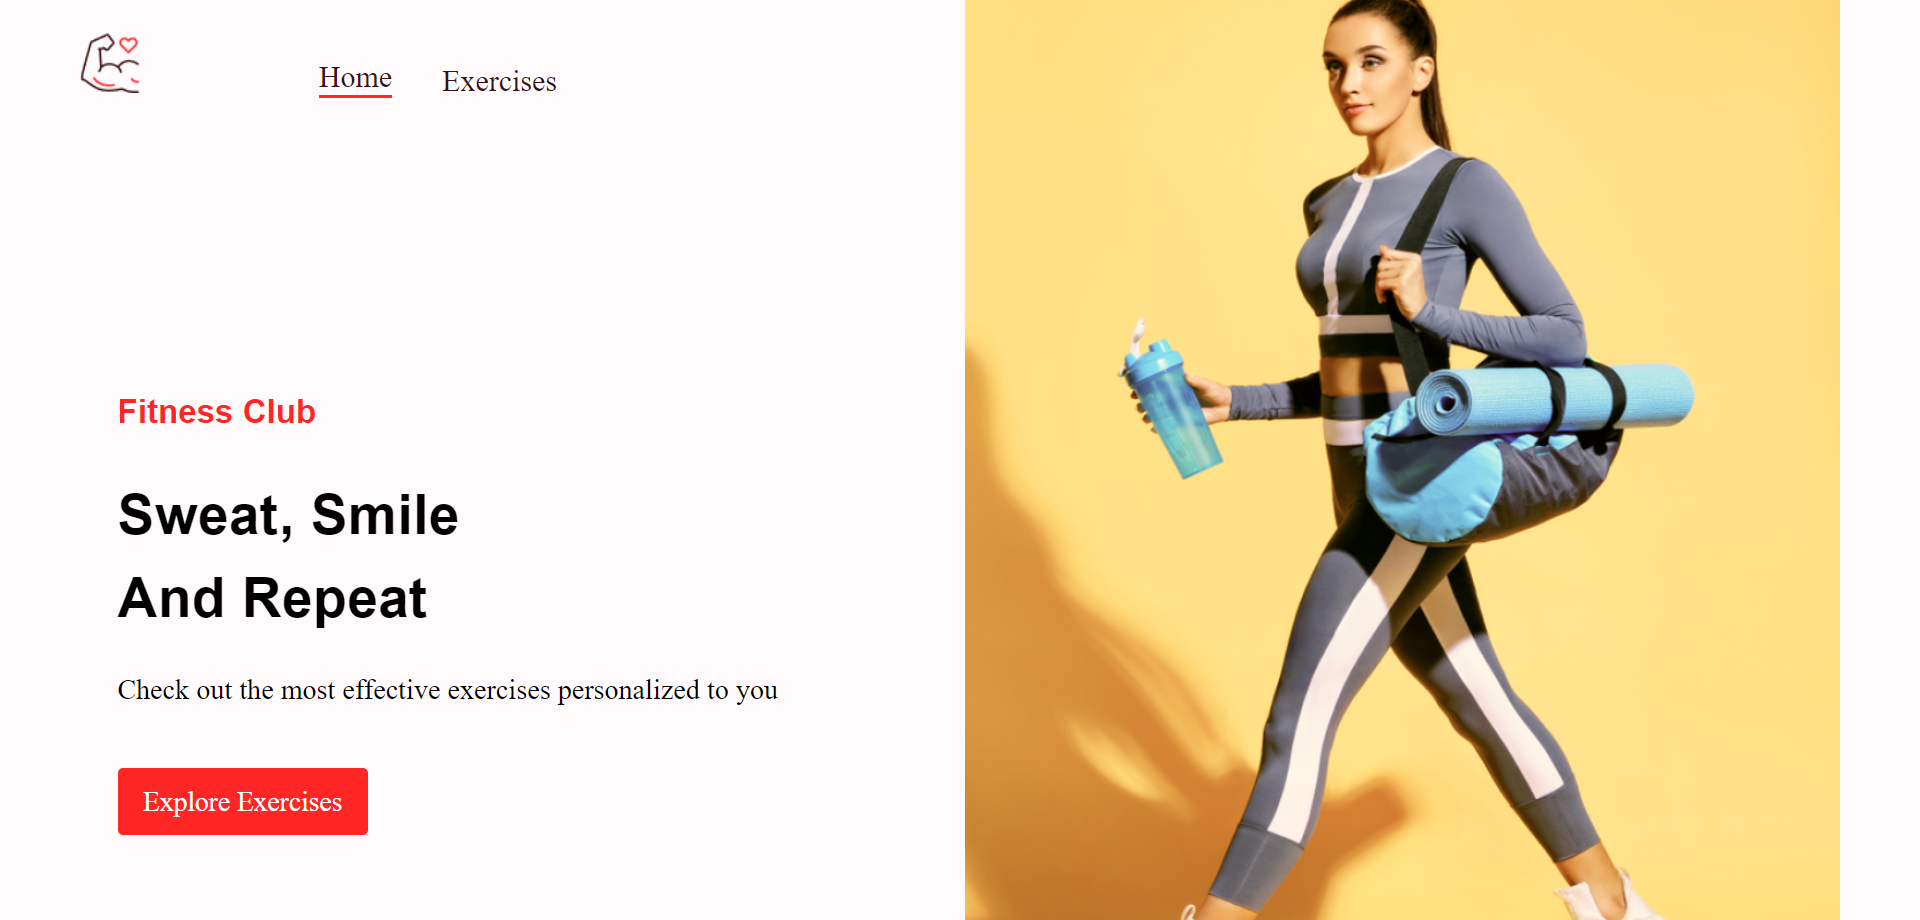 Home
Exercises
Fitness Club
Sweat, Smile
And Repeat
Check out the most effective exercises personalized to you
Explore Exercises